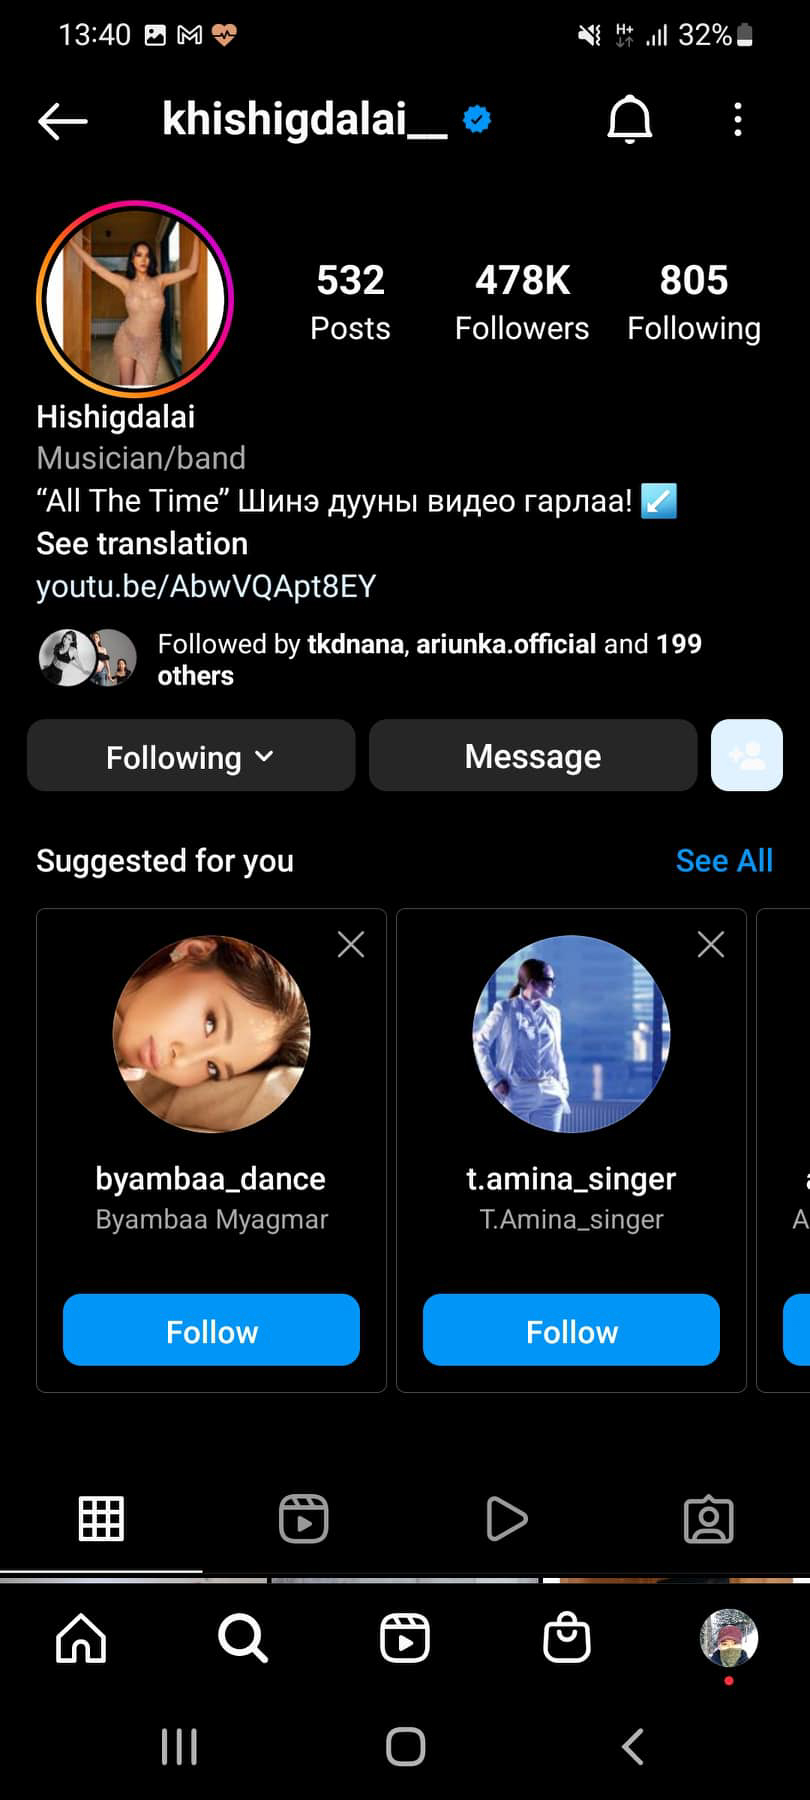 13:40 H+ 32%
khishigdalai__
532 478K 805
Posts Followers Following
Hishigdalai
Musician/band
“All The Time” Шинэ дууны видео гарлаа! ↙️
See translation
youtu.be/AbwVQApt8EY
Followed by tkdnana, ariunka.official and 199
others
Following Message
Suggested for you See All
byambaa_dance
Byambaa Myagmar
Follow
t.amina_singer
T.Amina_singer
Follow
A